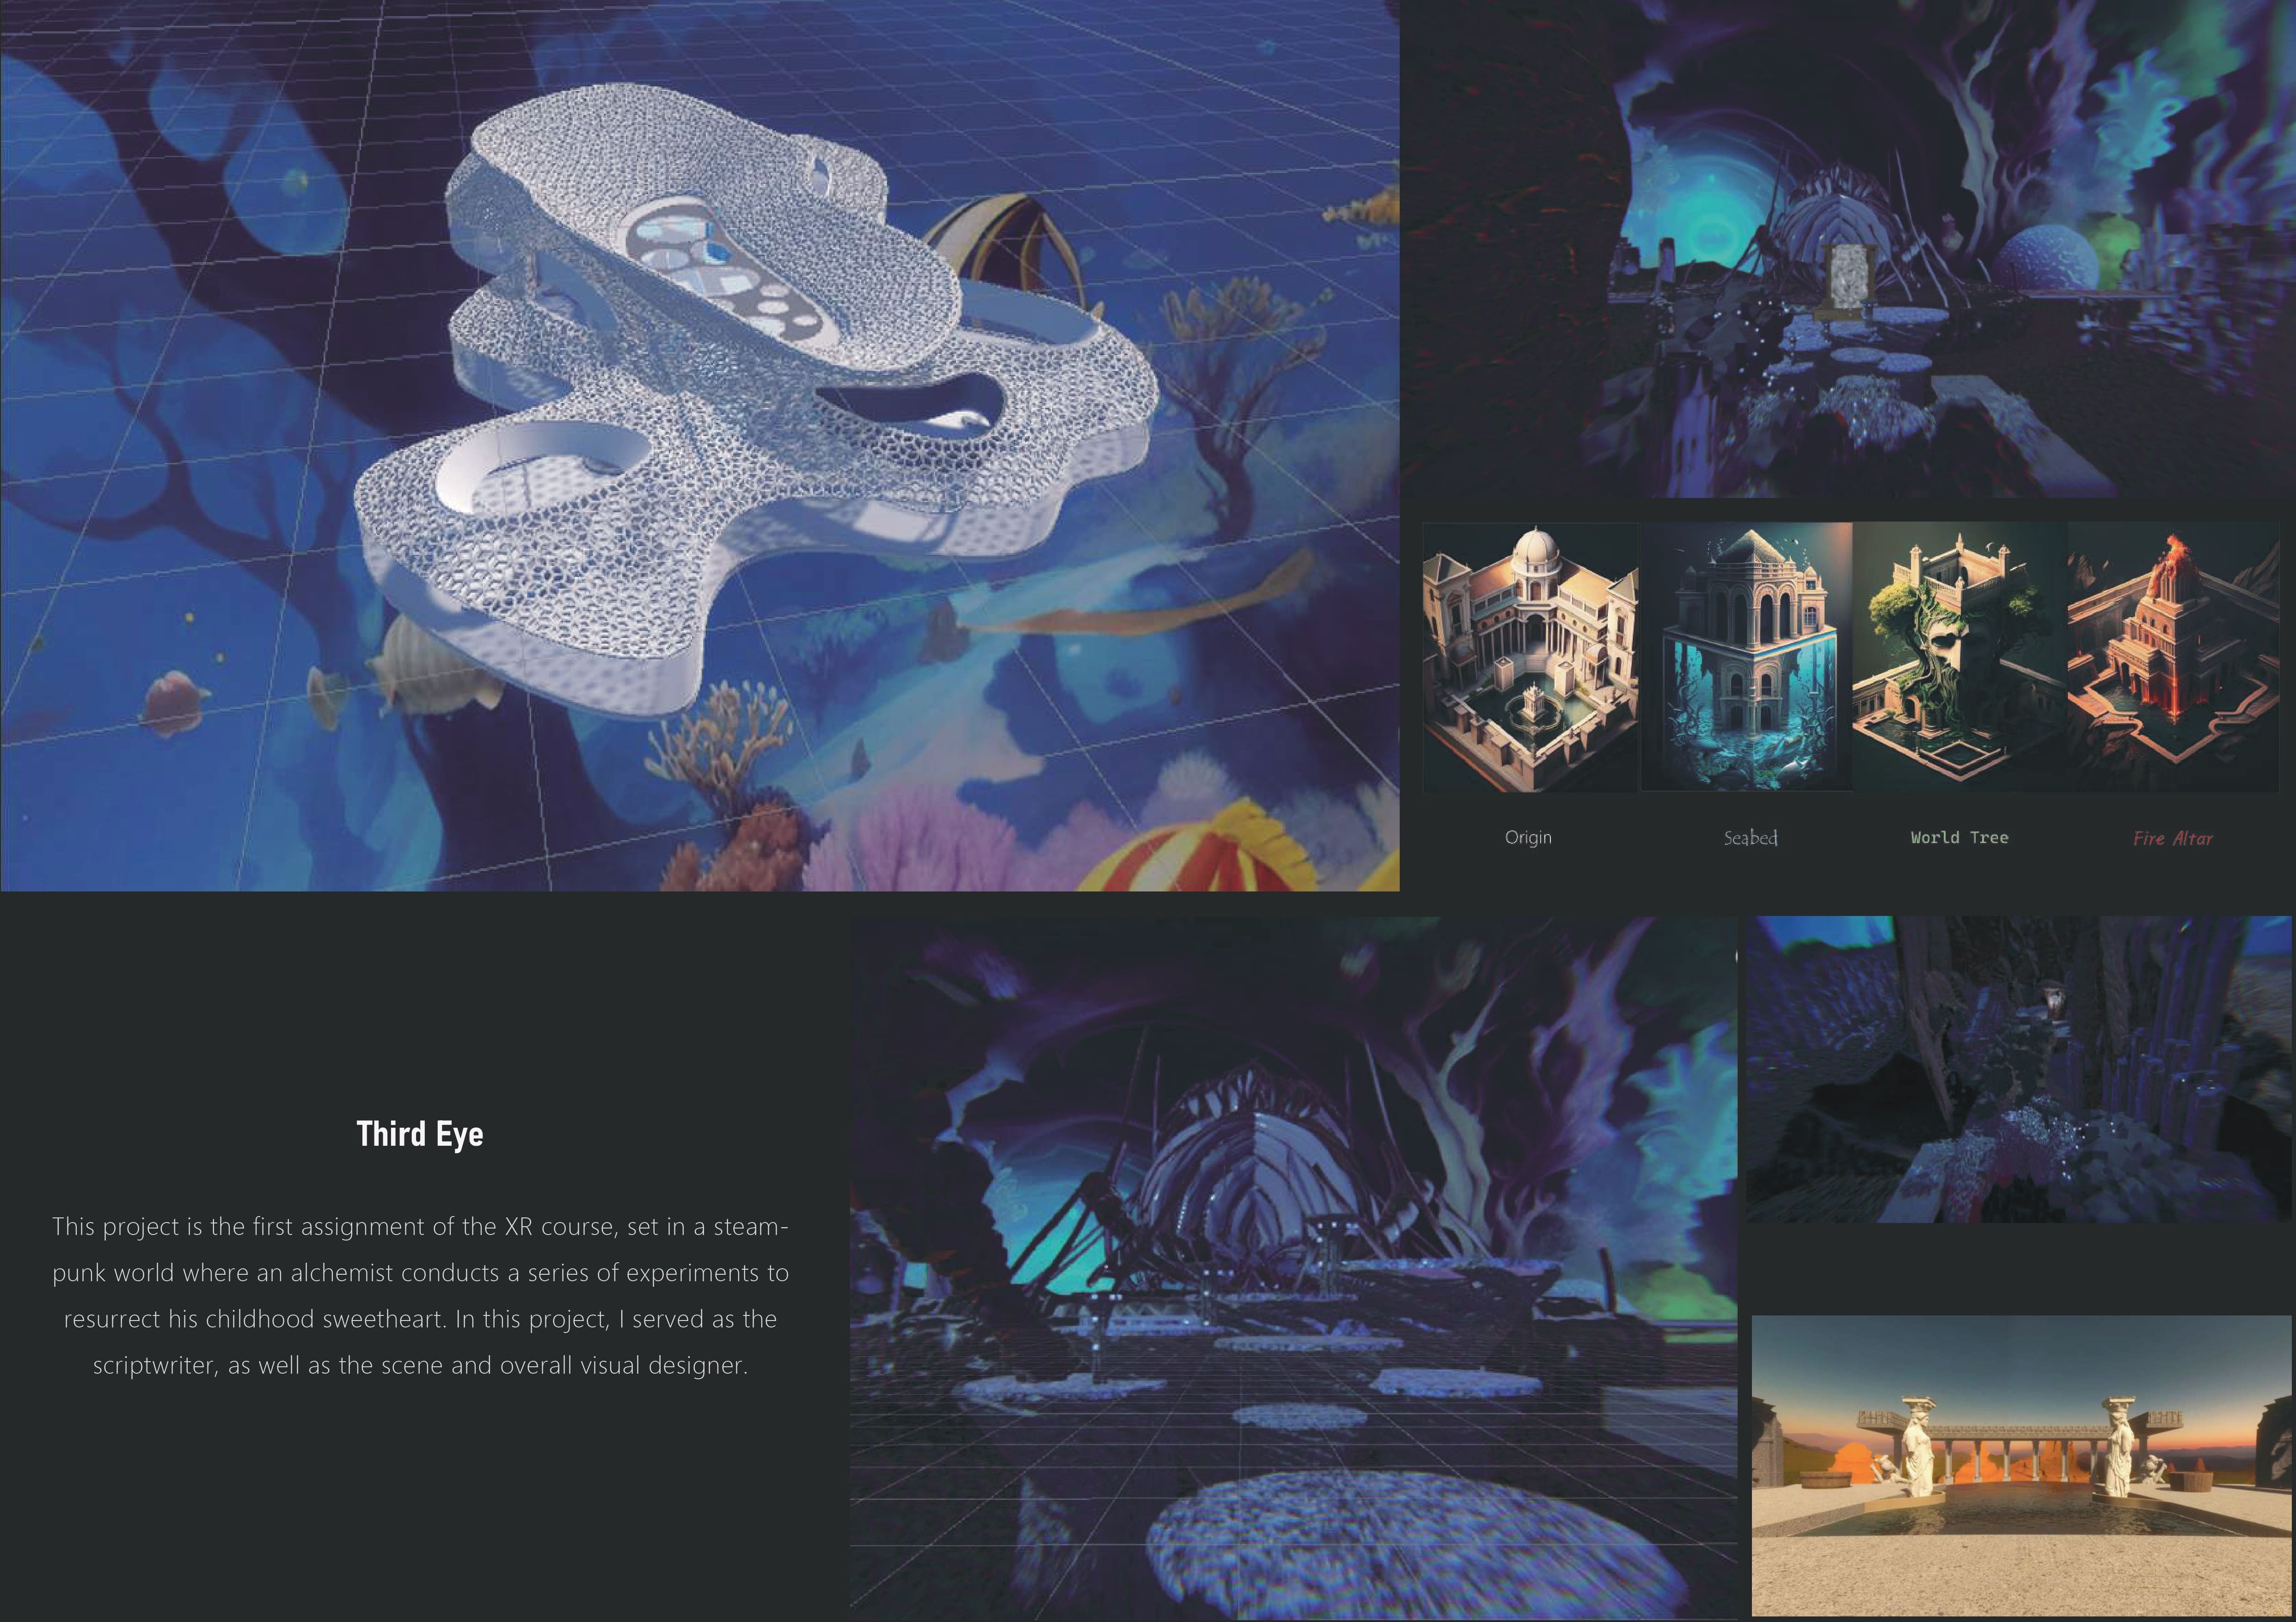 Origin
Seabed
World Tree
Fire Altar
Third Eye
This project is the first assignment of the XR course, set in a steam-
punk world where an alchemist conducts a series of experiments to
resurrect his childhood sweetheart. In this project, I served as the
scriptwriter, as well as the scene and overall visual designer.